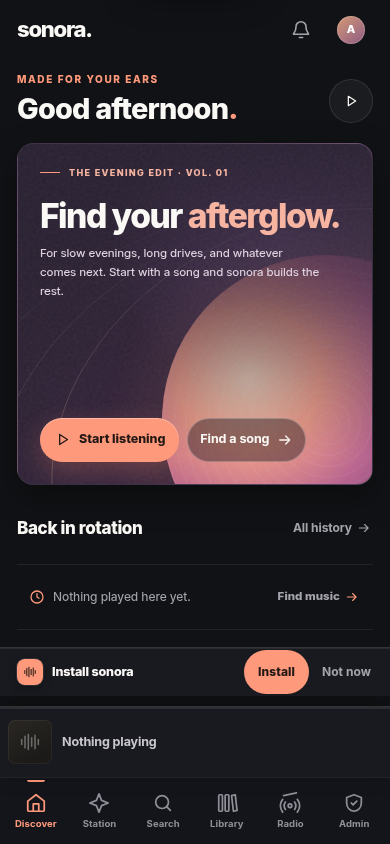 sonora.
A
MADE FOR YOUR EARS
Good afternoon.
THE EVENING EDIT · VOL. 01
Find your afterglow.
For slow evenings, long drives, and whatever
comes next. Start with a song and sonora builds the
rest.
Start listening
Find a song
Back in rotation
All history
Nothing played here yet.
Find music
Install sonora
Install
Not now
Nothing playing
Discover
Station
Search
Library
Radio
Admin